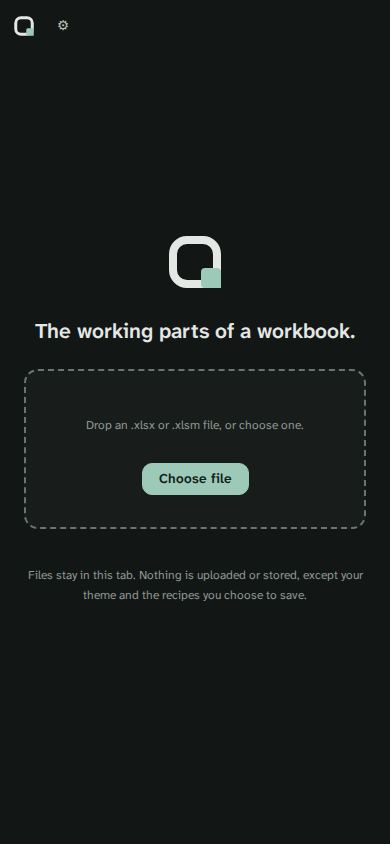 The working parts of a workbook.
Drop an .xlsx or .xlsm file, or choose one.
Choose file
Files stay in this tab. Nothing is uploaded or stored, except your
theme and the recipes you choose to save.